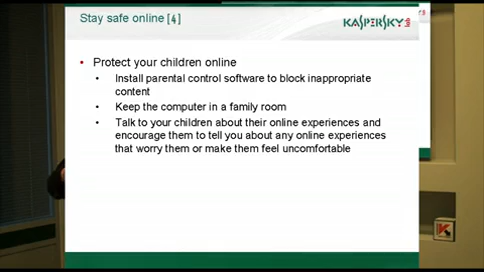 Stay safe online [4]
KASPERSKY lab
• Protect your children online
• Install parental control software to block inappropriate
content
• Keep the computer in a family room
• Talk to your children about their online experiences and
encourage them to tell you about any online experiences
that worry them or make them feel uncomfortable